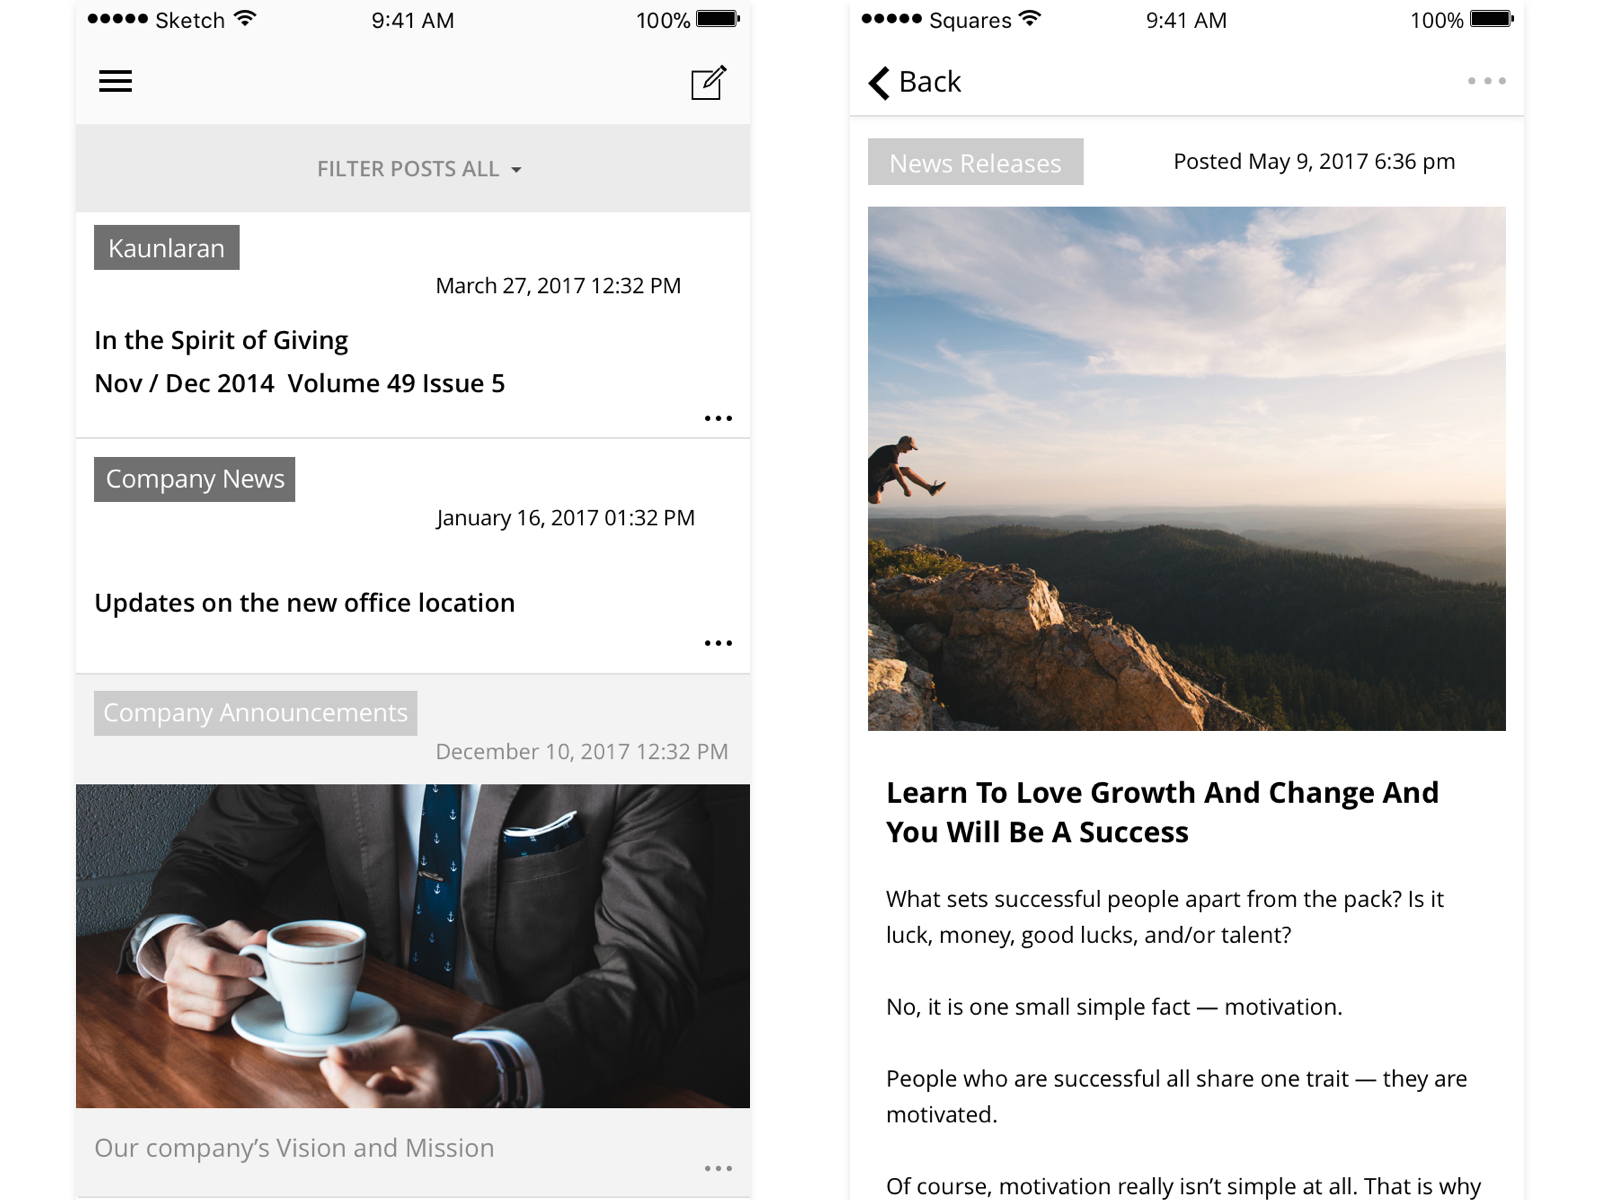 Sketch 9:41 AM 100%
FILTER POSTS ALL
Kaunlaran
March 27, 2017 12:32 PM
In the Spirit of Giving
Nov / Dec 2014 Volume 49 Issue 5
Company News
January 16, 2017 01:32 PM
Updates on the new office location
Company Announcements
December 10, 2017 12:32 PM
Our company’s Vision and Mission
Squares 9:41 AM 100%
Back
News Releases
Posted May 9, 2017 6:36 pm
Learn To Love Growth And Change And
You Will Be A Success
What sets successful people apart from the pack? Is it
luck, money, good lucks, and/or talent?
No, it is one small simple fact — motivation.
People who are successful all share one trait — they are
motivated.
Of course, motivation really isn’t simple at all. That is why